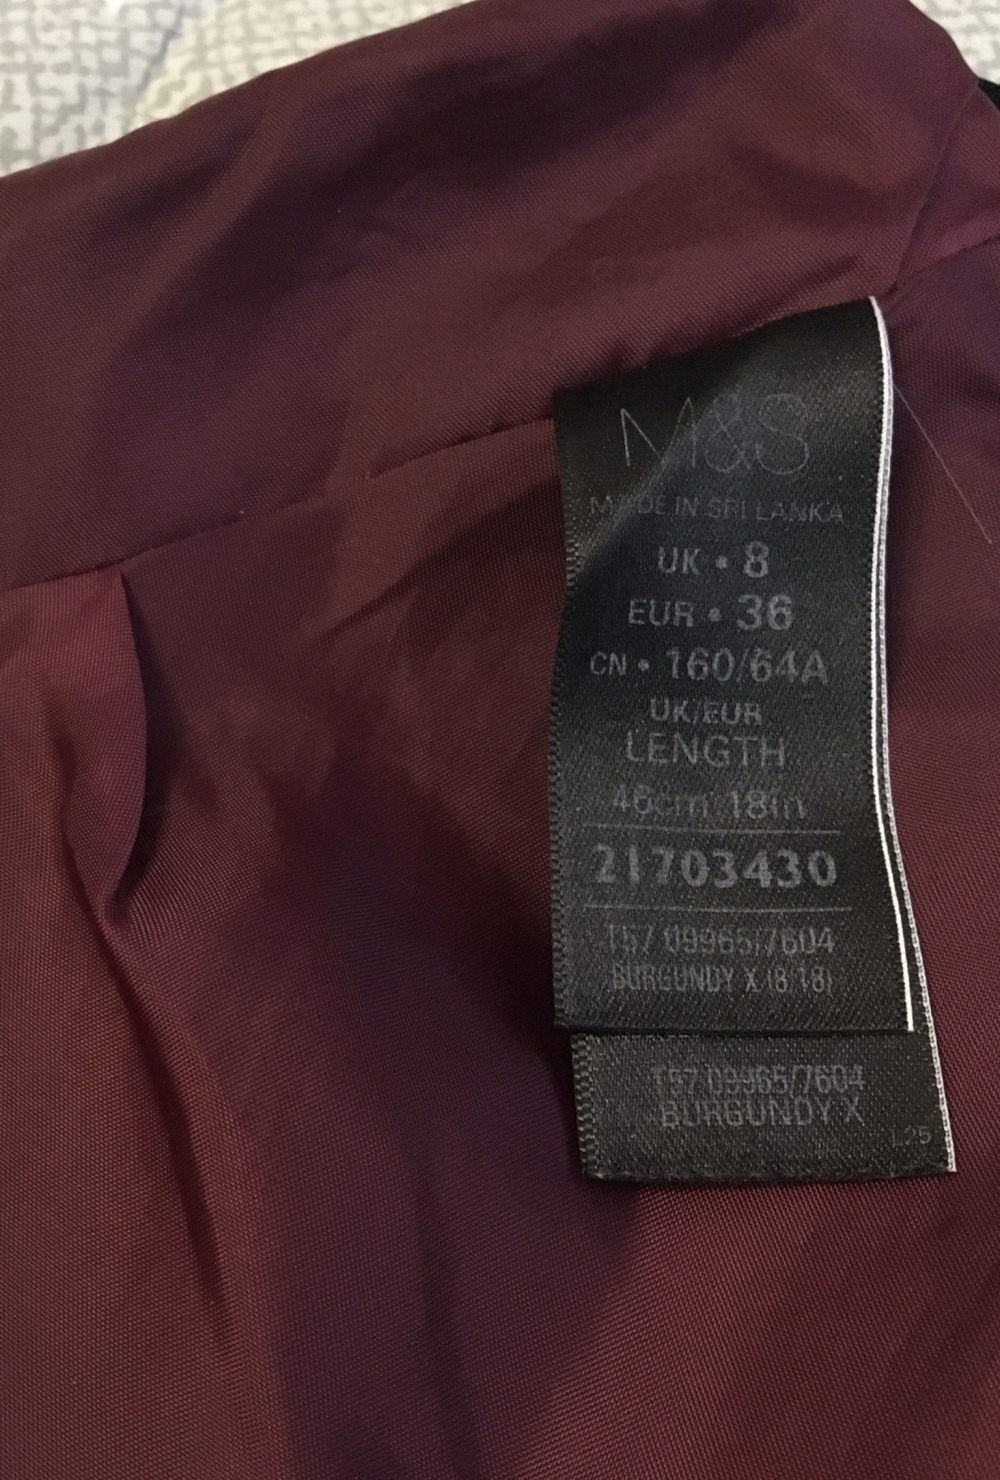 M&S
MADE IN SRI LANKA
UK • 8
EUR • 36
CN • 160/64A
UK/EUR
LENGTH
46cm 18in
21703430
T57 09965/7604
BURGUNDY X (8 18)
T57 09965/7604
BURGUNDY X
L25